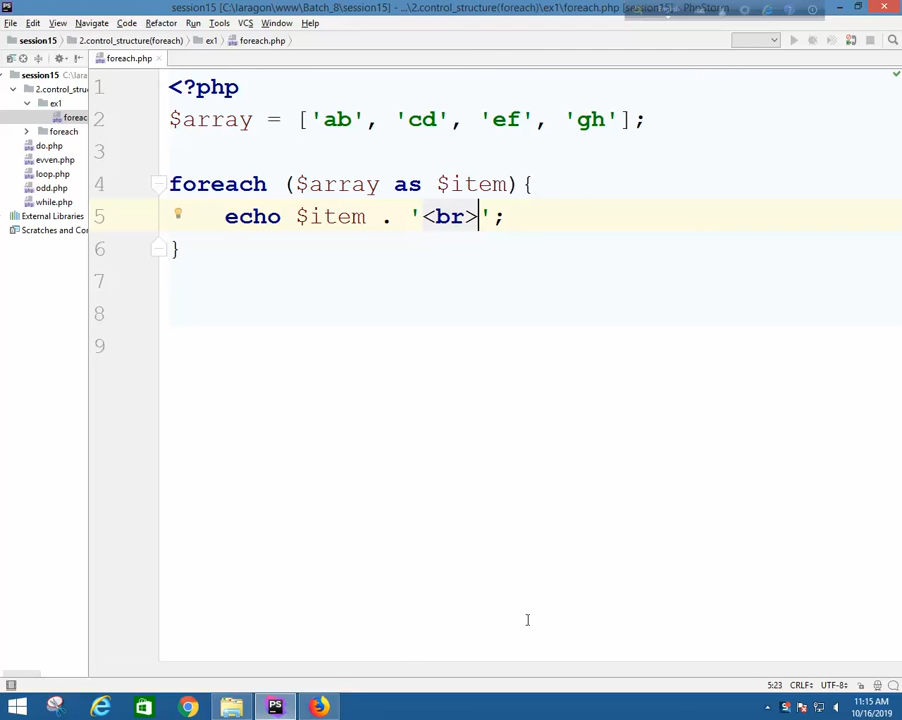 session15 [C:\laragon\www\Batch_8\session15] - ...\2.control_structure(foreach)\ex1\foreach.php [session15] - PhpStorm
File Edit View Navigate Code Refactor Run Tools VCS Window Help
session15 2.control_structure(foreach) ex1 foreach.php
foreach.php
session15 C:\lara
2.control_stru
ex1
foreac
foreach
do.php
evven.php
loop.php
odd.php
while.php
External Libraries
Scratches and Con
1 <?php
2 $array = ['ab', 'cd', 'ef', 'gh'];
3
4 foreach ($array as $item){
5 echo $item . '<br>';
6 }
7
8
9
5:23 CRLF÷ UTF-8÷
PS
11:15 AM
10/16/2019